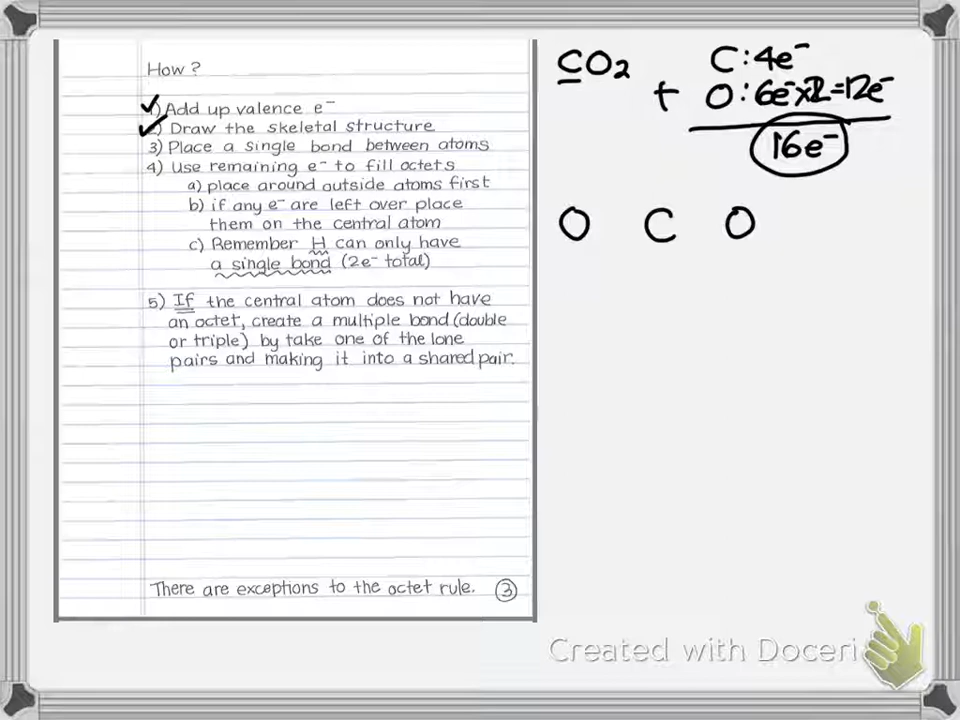 How?
1) Add up valence e⁻
2) Draw the skeletal structure
3) Place a single bond between atoms
4) Use remaining e⁻ to fill octets
a) place around outside atoms first
b) if any e⁻ are left over place
them on the central atom
c) Remember H can only have
a single bond (2e⁻ total)
5) If the central atom does not have
an octet, create a multiple bond (double
or triple) by take one of the lone
pairs and making it into a shared pair.
There are exceptions to the octet rule. 3
CO₂
C:4e⁻
+ O:6e⁻x2=12e⁻
16e⁻
O C O
Created with Doceri